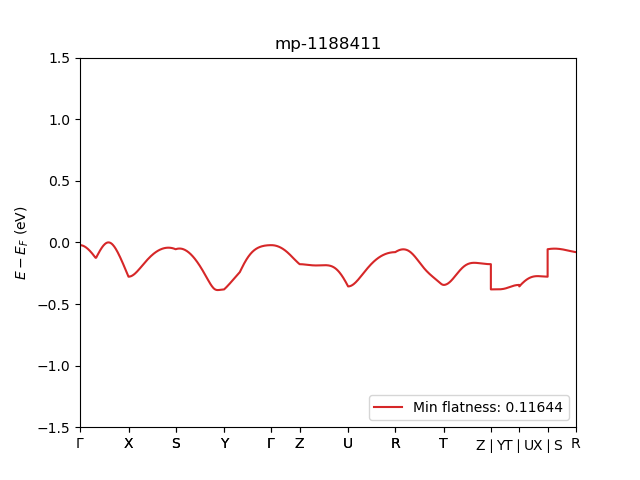 mp-1188411
1.5
1.0
0.5
0.0
−0.5
−1.0
−1.5
E − E_F (eV)
Min flatness: 0.11644
Γ X S Y Γ Z U R T Z | YT | UX | S R